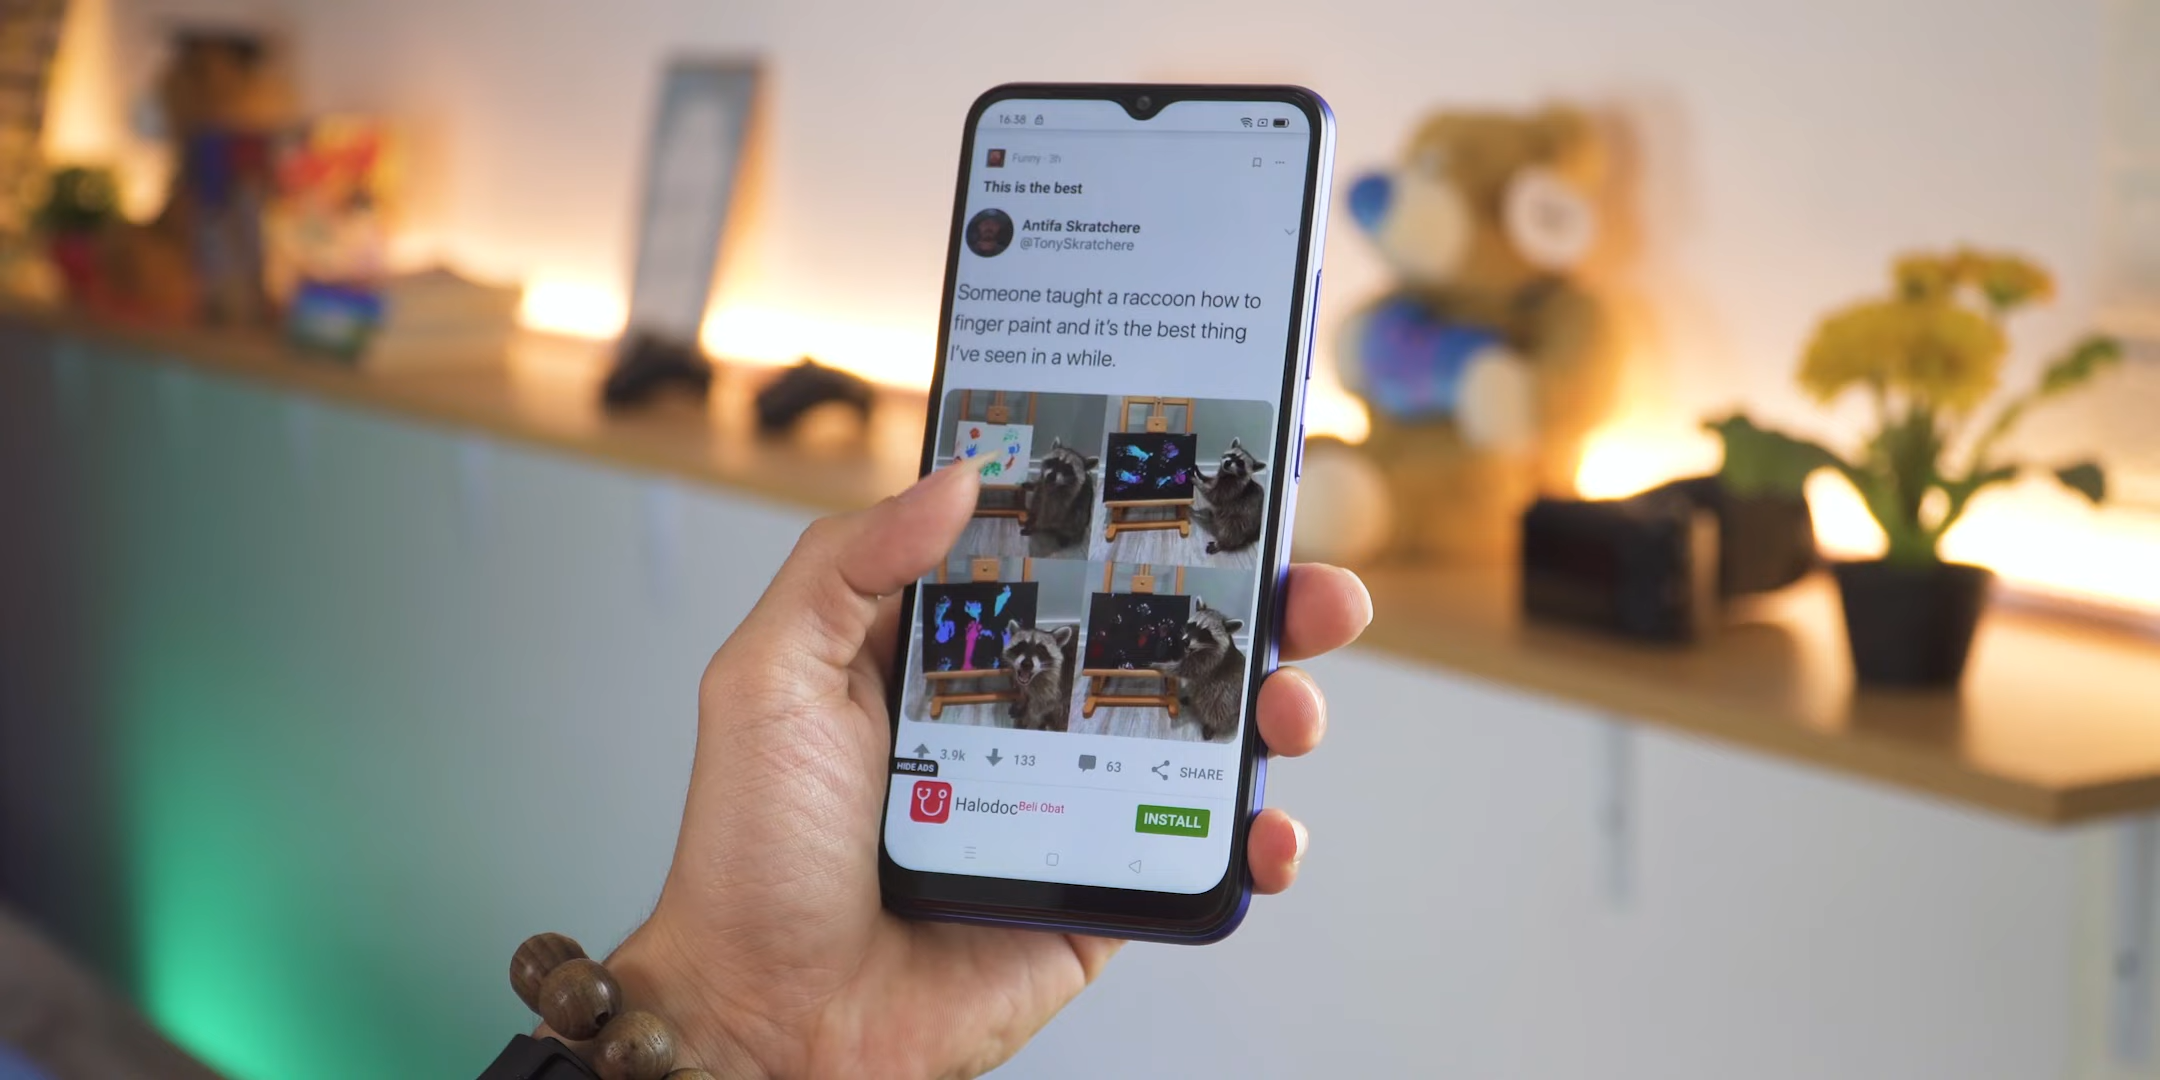 16.38
Funny · 3h
This is the best
Antifa Skratchere
@TonySkratchere
Someone taught a raccoon how to
finger paint and it's the best thing
I've seen in a while.
3.9k 133 63 SHARE
HIDE ADS
Halodoc Beli Obat INSTALL